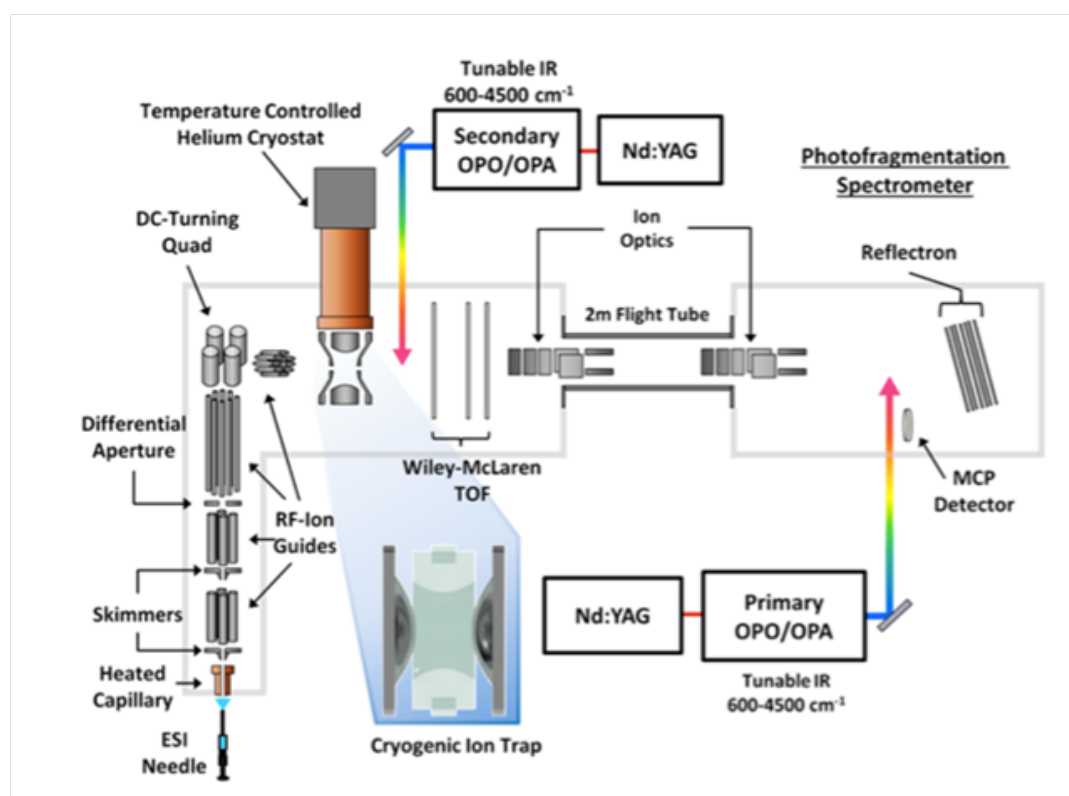 Tunable IR
600-4500 cm⁻¹
Temperature Controlled
Helium Cryostat
Secondary
OPO/OPA
Nd:YAG
Photofragmentation
Spectrometer
DC-Turning
Quad
Ion
Optics
Reflectron
2m Flight Tube
Differential
Aperture
Wiley-McLaren
TOF
MCP
Detector
RF-Ion
Guides
Skimmers
Nd:YAG
Primary
OPO/OPA
Heated
Capillary
Tunable IR
600-4500 cm⁻¹
Cryogenic Ion Trap
ESI
Needle